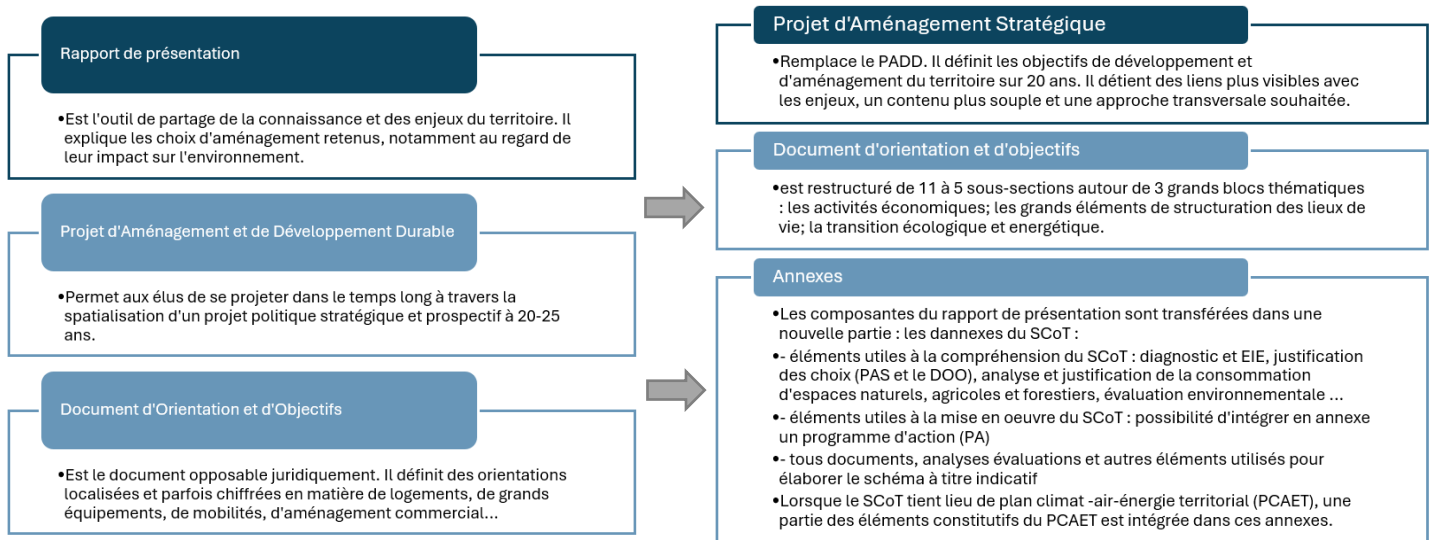 Rapport de présentation
•Est l'outil de partage de la connaissance et des enjeux du territoire. Il
explique les choix d'aménagement retenus, notamment au regard de
leur impact sur l'environnement.
Projet d'Aménagement et de Développement Durable
•Permet aux élus de se projeter dans le temps long à travers la
spatialisation d'un projet politique stratégique et prospectif à 20-25
ans.
Document d'Orientation et d'Objectifs
•Est le document opposable juridiquement. Il définit des orientations
localisées et parfois chiffrées en matière de logements, de grands
équipements, de mobilités, d'aménagement commercial...
Projet d'Aménagement Stratégique
•Remplace le PADD. Il définit les objectifs de développement et
d'aménagement du territoire sur 20 ans. Il détient des liens plus visibles avec
les enjeux, un contenu plus souple et une approche transversale souhaitée.
Document d'orientation et d'objectifs
•est restructuré de 11 à 5 sous-sections autour de 3 grands blocs thématiques
: les activités économiques; les grands éléments de structuration des lieux de
vie; la transition écologique et energétique.
Annexes
•Les composantes du rapport de présentation sont transférées dans une
nouvelle partie : les dannexes du SCoT :
•- éléments utiles à la compréhension du SCoT : diagnostic et EIE, justification
des choix (PAS et le DOO), analyse et justification de la consommation
d'espaces naturels, agricoles et forestiers, évaluation environnementale ...
•- éléments utiles à la mise en oeuvre du SCoT : possibilité d'intégrer en annexe
un programme d'action (PA)
•- tous documents, analyses évaluations et autres éléments utilisés pour
élaborer le schéma à titre indicatif
•Lorsque le SCoT tient lieu de plan climat -air-énergie territorial (PCAET), une
partie des éléments constitutifs du PCAET est intégrée dans ces annexes.